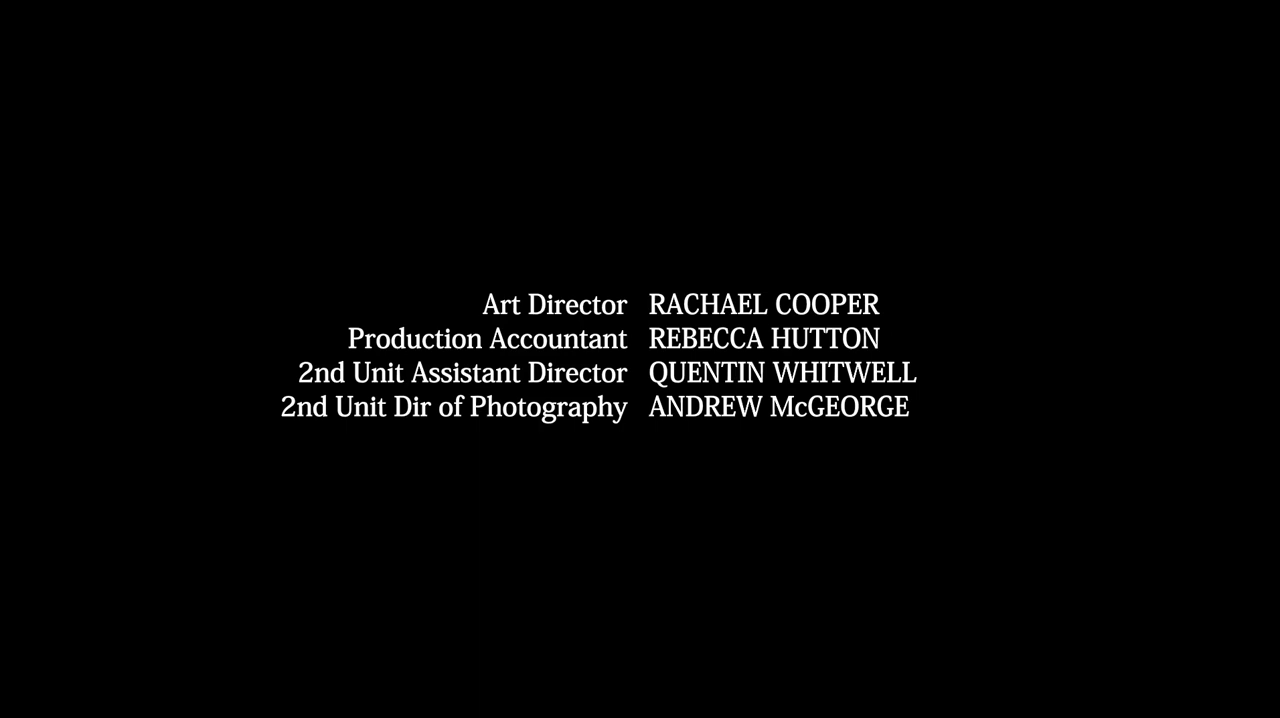 Art Director RACHAEL COOPER
Production Accountant REBECCA HUTTON
2nd Unit Assistant Director QUENTIN WHITWELL
2nd Unit Dir of Photography ANDREW McGEORGE